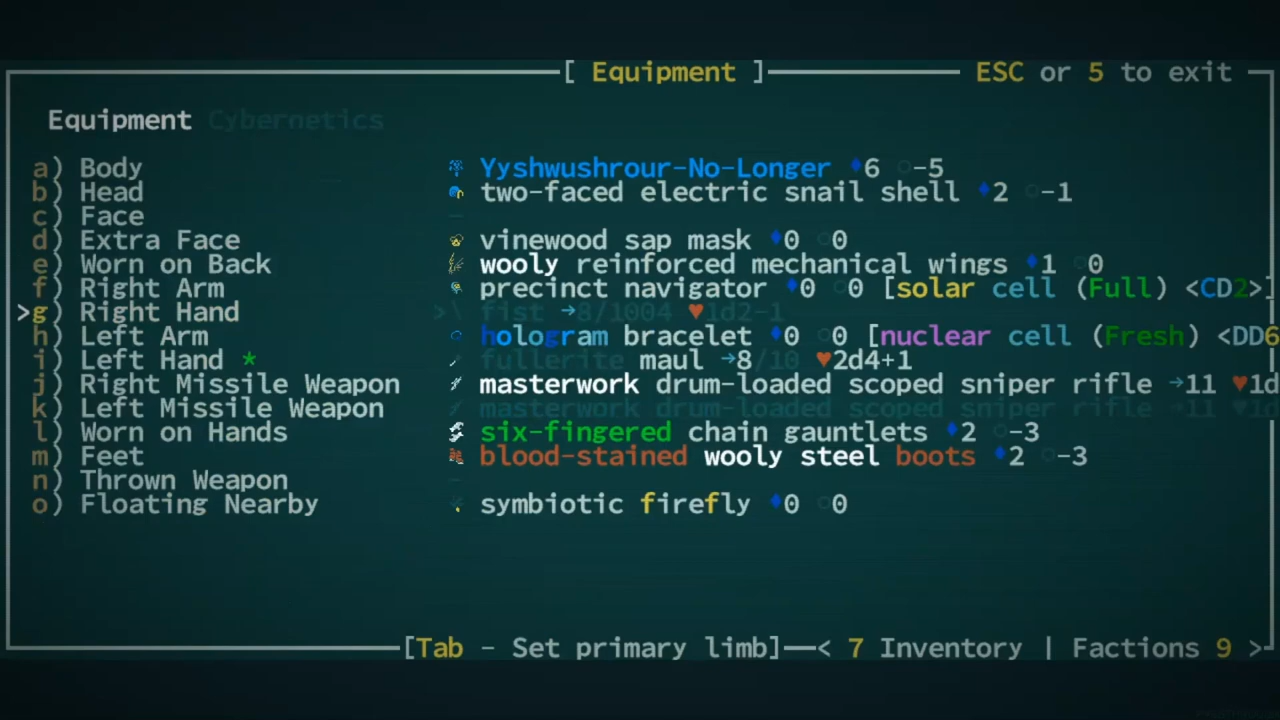 [ Equipment ] ESC or 5 to exit
Equipment Cybernetics
a) Body Yyshwushrour-No-Longer ♦6 ○-5
b) Head two-faced electric snail shell ♦2 ○-1
c) Face
d) Extra Face vinewood sap mask ♦0 ○0
e) Worn on Back wooly reinforced mechanical wings ♦1 ○0
f) Right Arm precinct navigator ♦0 ○0 [solar cell (Full) <CD2>]
>g) Right Hand fist →8/1004 ♥1d2-1
h) Left Arm hologram bracelet ♦0 ○0 [nuclear cell (Fresh) <DD6
i) Left Hand * fullerite maul →8/10 ♥2d4+1
j) Right Missile Weapon masterwork drum-loaded scoped sniper rifle →11 ♥1d
k) Left Missile Weapon masterwork drum-loaded scoped sniper rifle →11 ♥1d
l) Worn on Hands six-fingered chain gauntlets ♦2 ○-3
m) Feet blood-stained wooly steel boots ♦2 ○-3
n) Thrown Weapon
o) Floating Nearby symbiotic firefly ♦0 ○0
[Tab - Set primary limb] < 7 Inventory | Factions 9 >